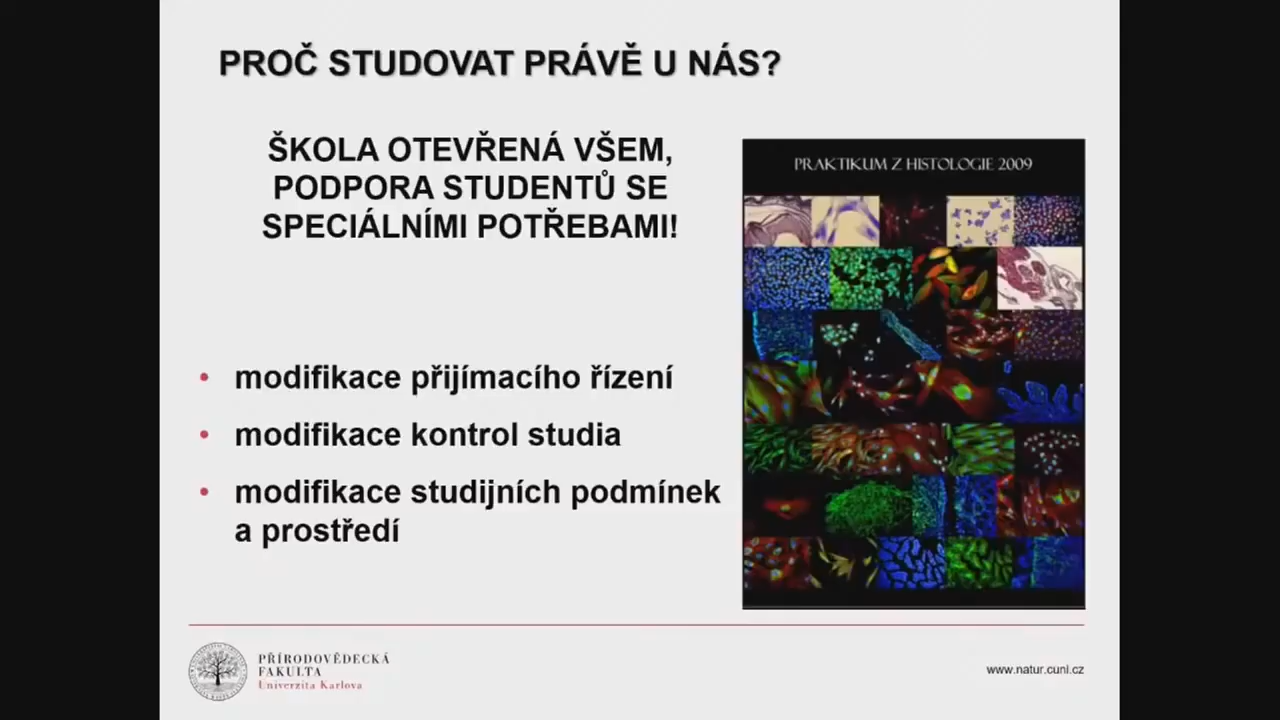 PROČ STUDOVAT PRÁVĚ U NÁS?
ŠKOLA OTEVŘENÁ VŠEM,
PODPORA STUDENTŮ SE
SPECIÁLNÍMI POTŘEBAMI!
PRAKTIKUM Z HISTOLOGIE 2009
• modifikace přijímacího řízení
• modifikace kontrol studia
• modifikace studijních podmínek
a prostředí
PŘÍRODOVĚDECKÁ
FAKULTA
Univerzita Karlova
www.natur.cuni.cz